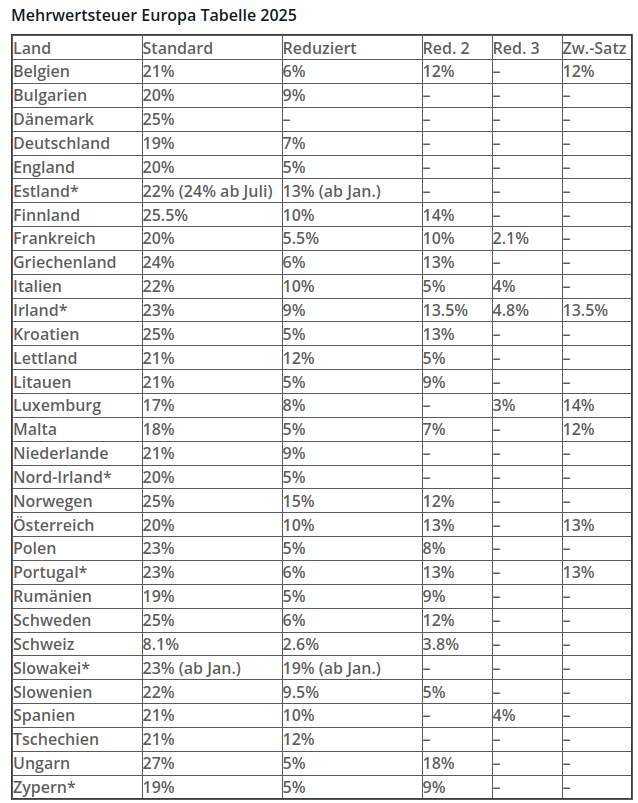 Mehrwertsteuer Europa Tabelle 2025
Land Standard Reduziert Red. 2 Red. 3 Zw.-Satz
Belgien 21% 6% 12% – 12%
Bulgarien 20% 9% – – –
Dänemark 25% – – – –
Deutschland 19% 7% – – –
England 20% 5% – – –
Estland* 22% (24% ab Juli) 13% (ab Jan.) – – –
Finnland 25.5% 10% 14% – –
Frankreich 20% 5.5% 10% 2.1% –
Griechenland 24% 6% 13% – –
Italien 22% 10% 5% 4% –
Irland* 23% 9% 13.5% 4.8% 13.5%
Kroatien 25% 5% 13% – –
Lettland 21% 12% 5% – –
Litauen 21% 5% 9% – –
Luxemburg 17% 8% – 3% 14%
Malta 18% 5% 7% – 12%
Niederlande 21% 9% – – –
Nord-Irland* 20% 5% – – –
Norwegen 25% 15% 12% – –
Österreich 20% 10% 13% – 13%
Polen 23% 5% 8% – –
Portugal* 23% 6% 13% – 13%
Rumänien 19% 5% 9% – –
Schweden 25% 6% 12% – –
Schweiz 8.1% 2.6% 3.8% – –
Slowakei* 23% (ab Jan.) 19% (ab Jan.) – – –
Slowenien 22% 9.5% 5% – –
Spanien 21% 10% – 4% –
Tschechien 21% 12% – – –
Ungarn 27% 5% 18% – –
Zypern* 19% 5% 9% – –